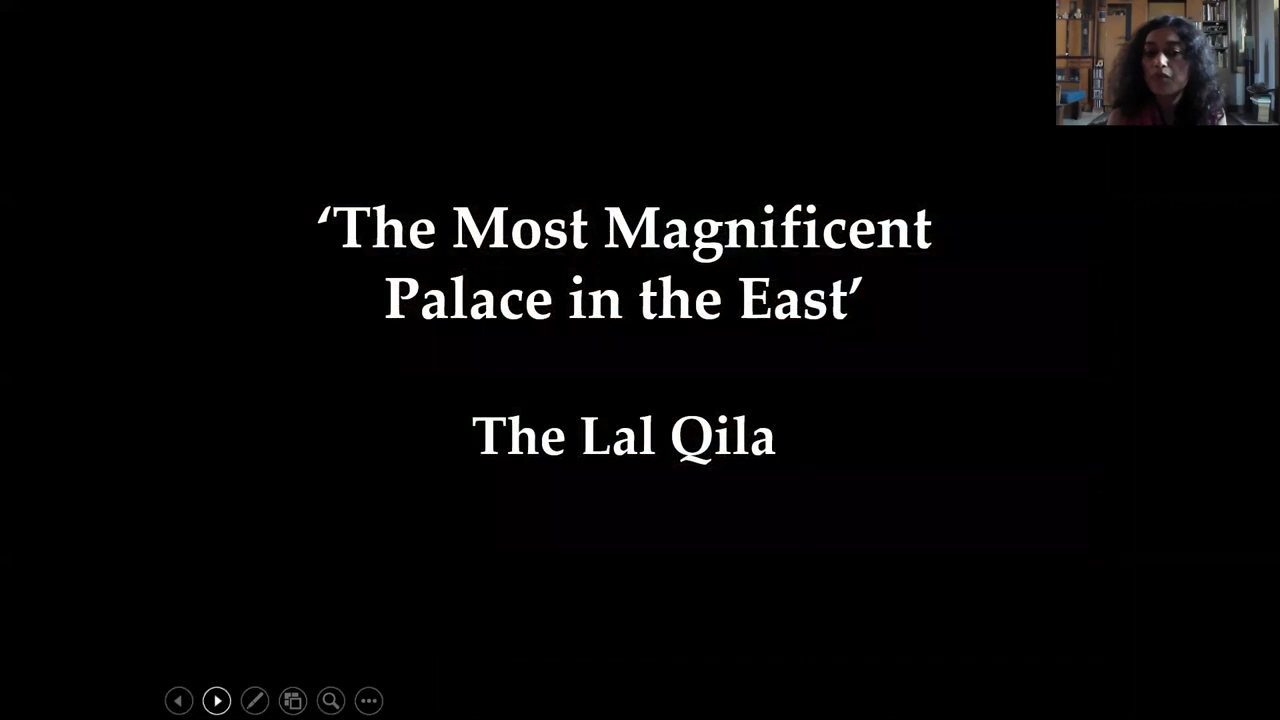 ‘The Most Magnificent
Palace in the East’
The Lal Qila